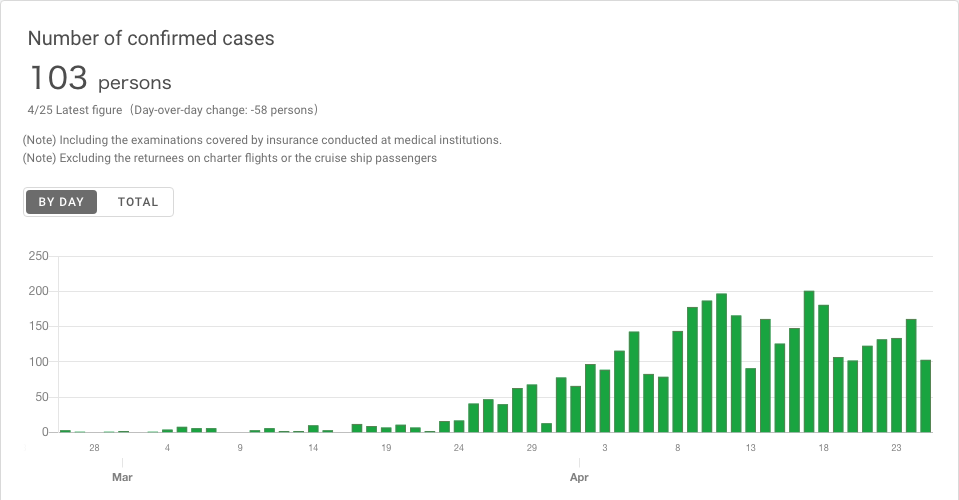 Number of confirmed cases
103 persons
4/25 Latest figure（Day-over-day change: -58 persons）
(Note) Including the examinations covered by insurance conducted at medical institutions.
(Note) Excluding the returnees on charter flights or the cruise ship passengers
BY DAY TOTAL
250
200
150
100
50
0
28 4 9 14 19 24 29 3 8 13 18 23
Mar Apr